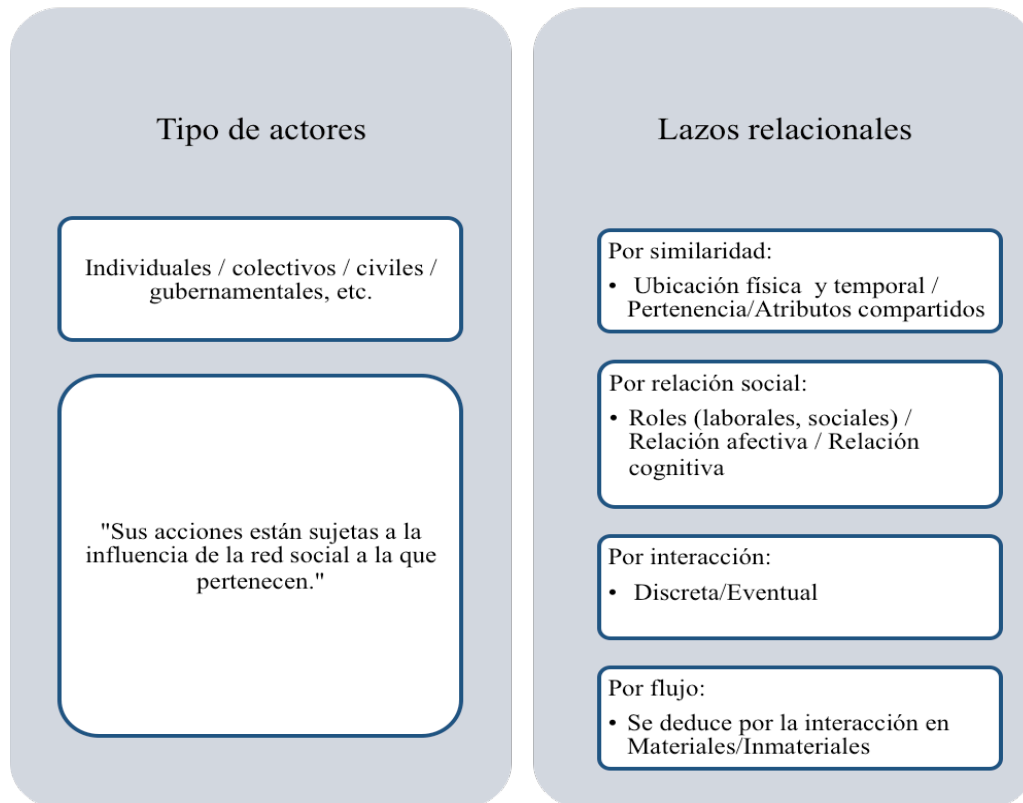 Tipo de actores
Individuales / colectivos / civiles /
gubernamentales, etc.
"Sus acciones están sujetas a la
influencia de la red social a la que
pertenecen."
Lazos relacionales
Por similaridad:
• Ubicación física y temporal /
Pertenencia/Atributos compartidos
Por relación social:
• Roles (laborales, sociales) /
Relación afectiva / Relación
cognitiva
Por interacción:
• Discreta/Eventual
Por flujo:
• Se deduce por la interacción en
Materiales/Inmateriales